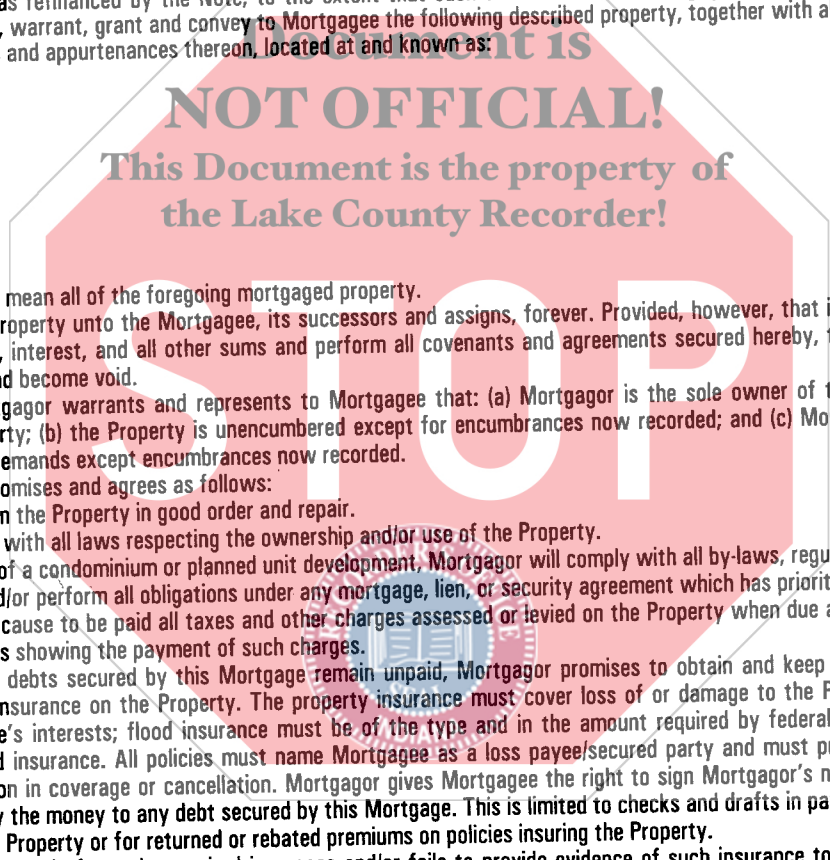 as refinanced by the Note, to the extent that
, warrant, grant and convey to Mortgagee the following described property, together with a
and appurtenances thereon, located at and known as:
Document is
NOT OFFICIAL!
This Document is the property of
the Lake County Recorder!
STOP
mean all of the foregoing mortgaged property.
roperty unto the Mortgagee, its successors and assigns, forever. Provided, however, that i
, interest, and all other sums and perform all covenants and agreements secured hereby,
d become void.
gagor warrants and represents to Mortgagee that: (a) Mortgagor is the sole owner of t
rty; (b) the Property is unencumbered except for encumbrances now recorded; and (c) Mo
emands except encumbrances now recorded.
omises and agrees as follows:
n the Property in good order and repair.
with all laws respecting the ownership and/or use of the Property.
of a condominium or planned unit development, Mortgagor will comply with all by-laws, regu
d/or perform all obligations under any mortgage, lien, or security agreement which has priorit
cause to be paid all taxes and other charges assessed or levied on the Property when due a
s showing the payment of such charges.
debts secured by this Mortgage remain unpaid, Mortgagor promises to obtain and keep
nsurance on the Property. The property insurance must cover loss of or damage to the P
e's interests; flood insurance must be of the type and in the amount required by federal
d insurance. All policies must name Mortgagee as a loss payee/secured party and must p
on in coverage or cancellation. Mortgagor gives Mortgagee the right to sign Mortgagor's n
y the money to any debt secured by this Mortgage. This is limited to checks and drafts in pa
Property or for returned or rebated premiums on policies insuring the Property.
and/or fails to provide evidence of such insurance to
RECORDER'S OFFICE
SEAL
INDIANA